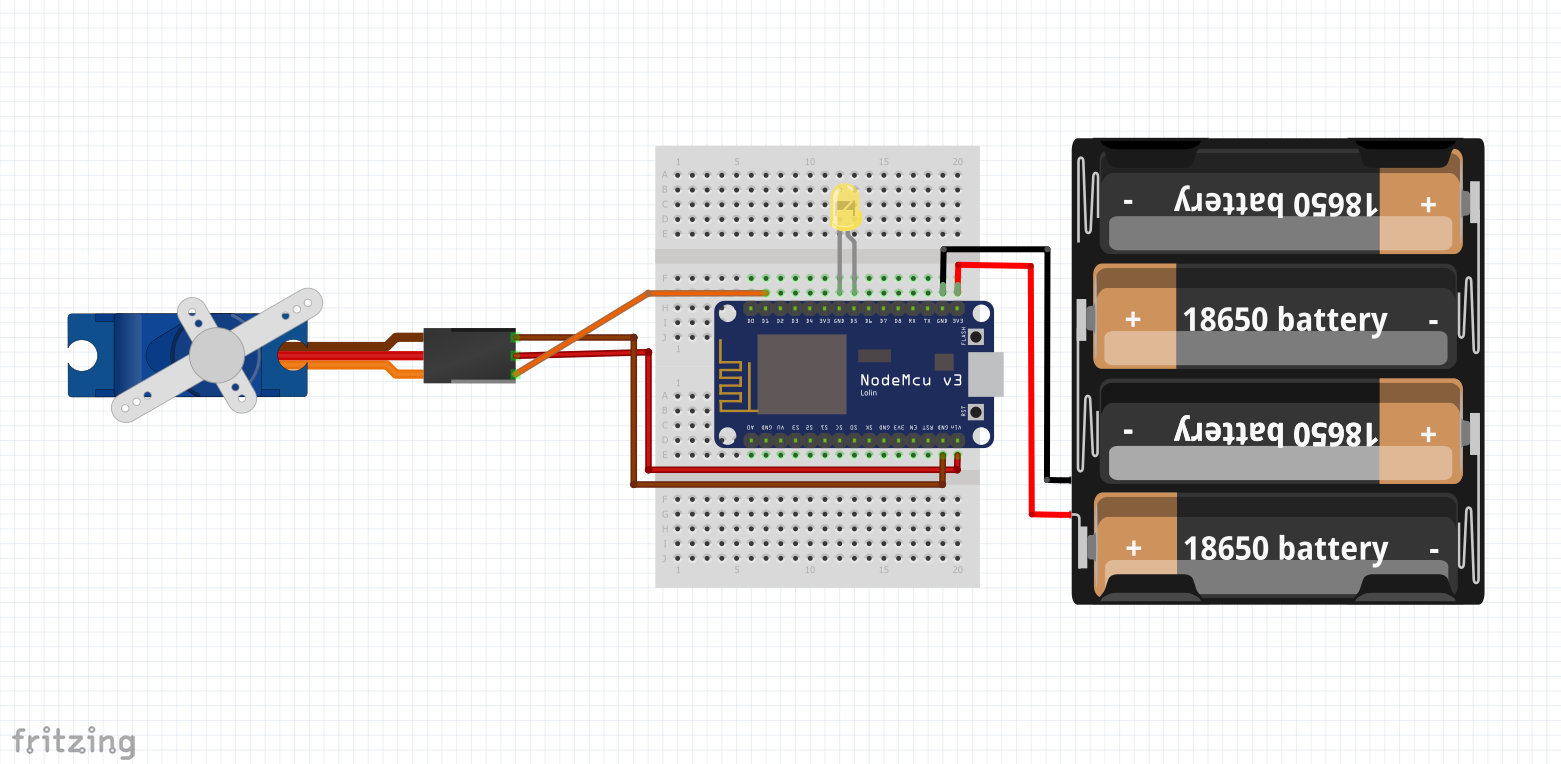 1 5 10 15 20
A
B
C
D
E
F
H
I
J
1
D0 D1 D2 D3 D4 3V3 GND D5 D6 D7 D8 RX TX GND 3V3
FLASH
NodeMcu v3
Lolin
RST
1
A
B
C
D
E
A0 GND VU S3 S2 S1 SC S0 SK GND 3V3 EN RST GND Vin
F
G
H
I
J
1 5 10 15 20
- 18650 battery +
+ 18650 battery -
- 18650 battery +
+ 18650 battery -
fritzing